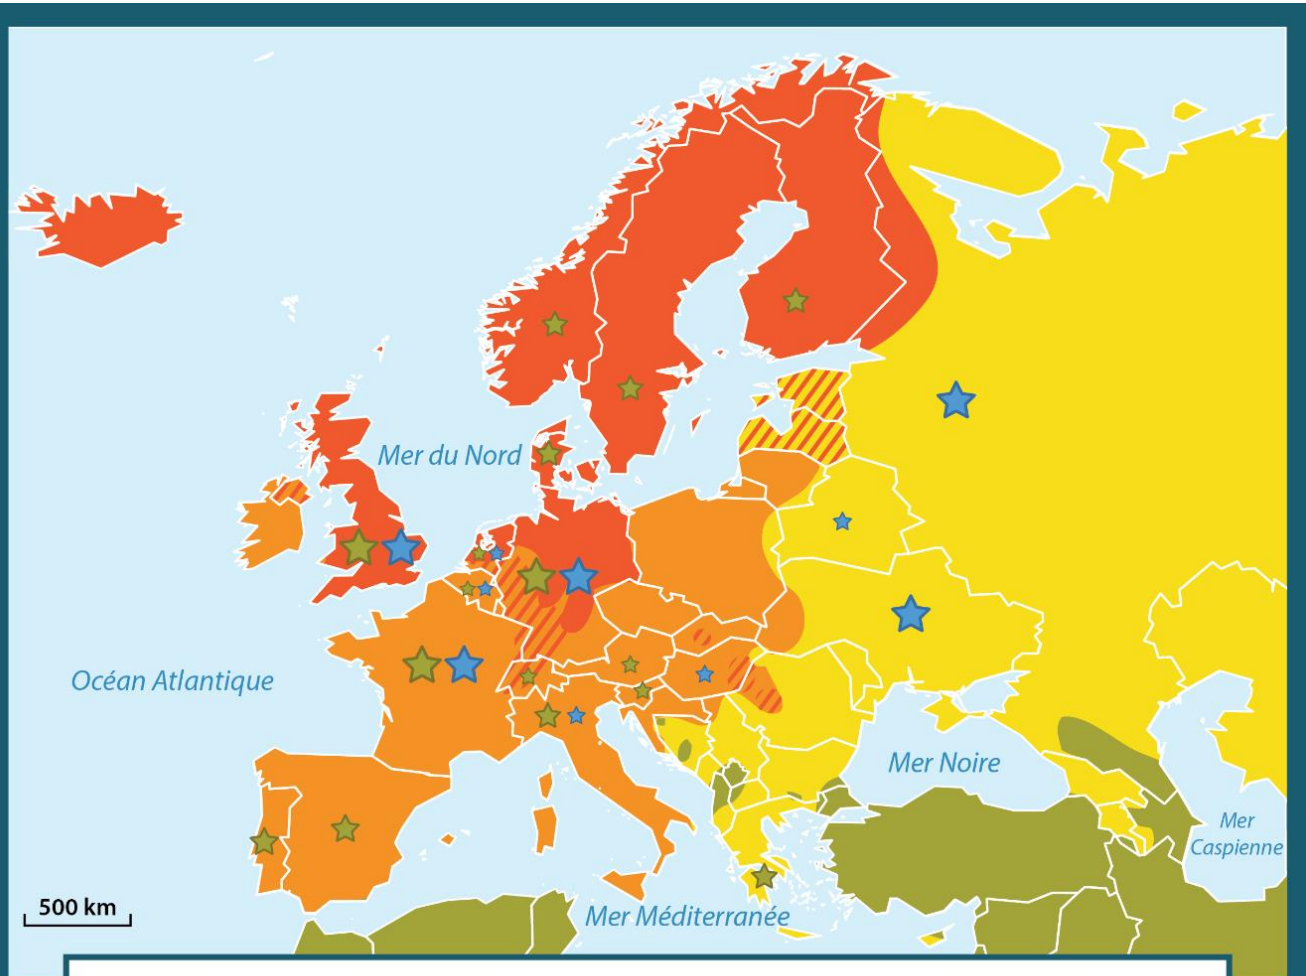 Mer du Nord
Océan Atlantique
Mer Noire
Mer
Caspienne
500 km
Mer Méditerranée